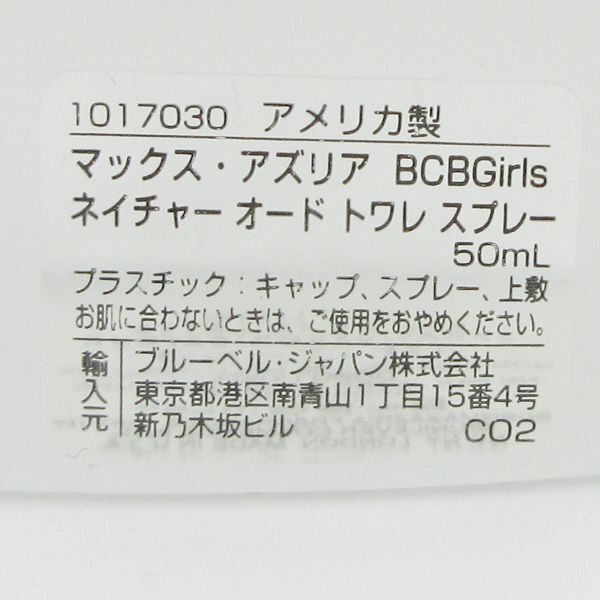 1017030 アメリカ製
マックス・アズリア BCBGirls
ネイチャー オード トワレ スプレー
50mL
プラスチック：キャップ、スプレー、上敷
お肌に合わないときは、ご使用をおやめください。
輸入元
ブルーベル・ジャパン株式会社
東京都港区南青山1丁目15番4号
新乃木坂ビル CO2